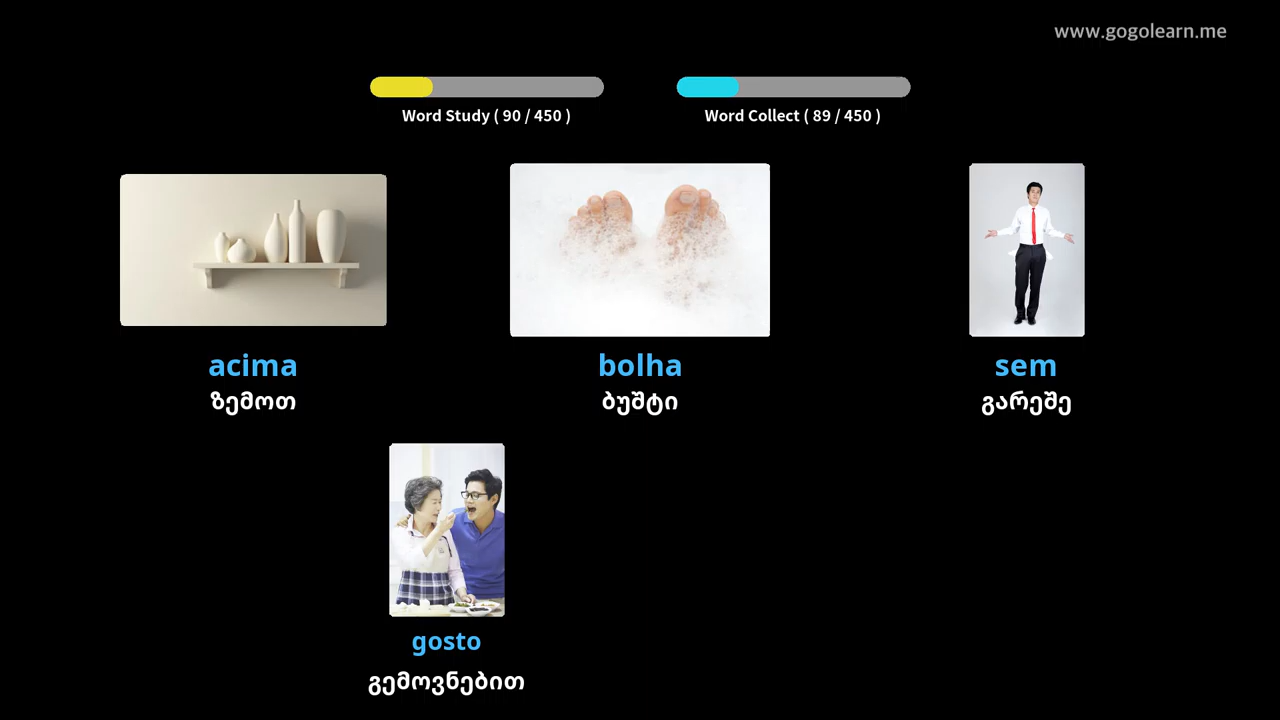 www.gogolearn.me
Word Study ( 90 / 450 )
Word Collect ( 89 / 450 )
acima
ზემოთ
bolha
ბუშტი
sem
გარეშე
gosto
გემოვნებით